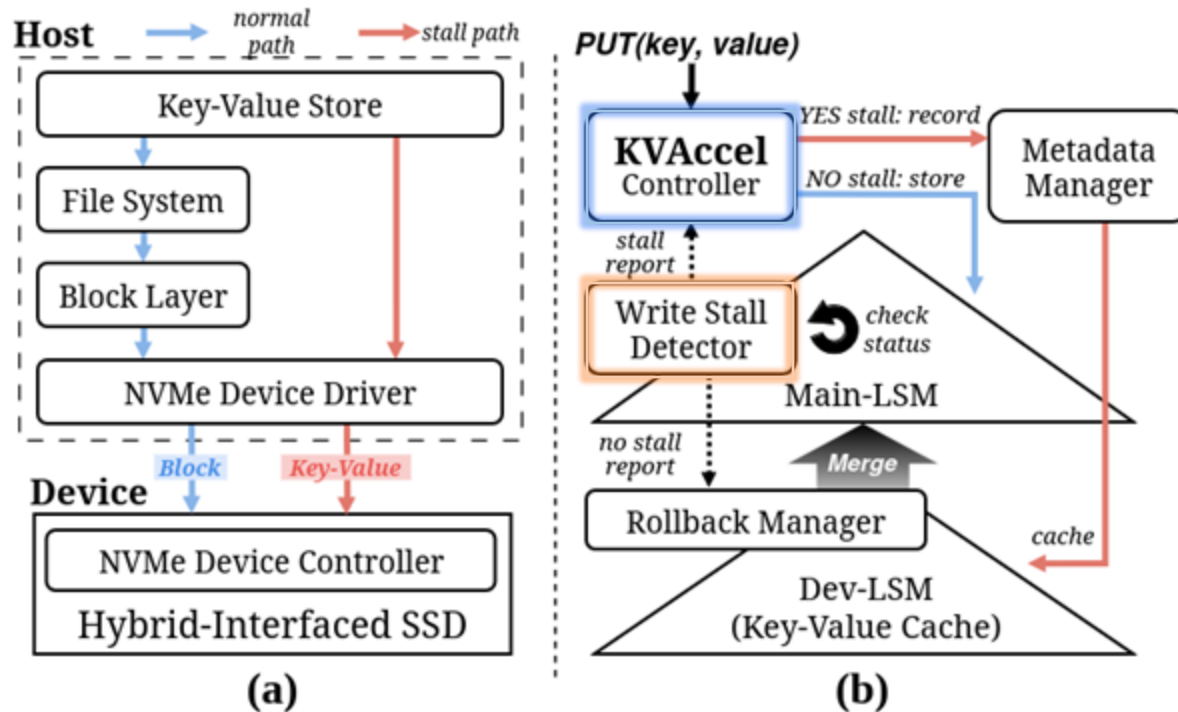 Host
normal
path
stall path
Key-Value Store
File System
Block Layer
NVMe Device Driver
Block
Key-Value
Device
NVMe Device Controller
Hybrid-Interfaced SSD
(a)
PUT(key, value)
KVAccel
Controller
YES stall: record
NO stall: store
Metadata
Manager
stall
report
Write Stall
Detector
check
status
Main-LSM
no stall
report
Merge
Rollback Manager
cache
Dev-LSM
(Key-Value Cache)
(b)